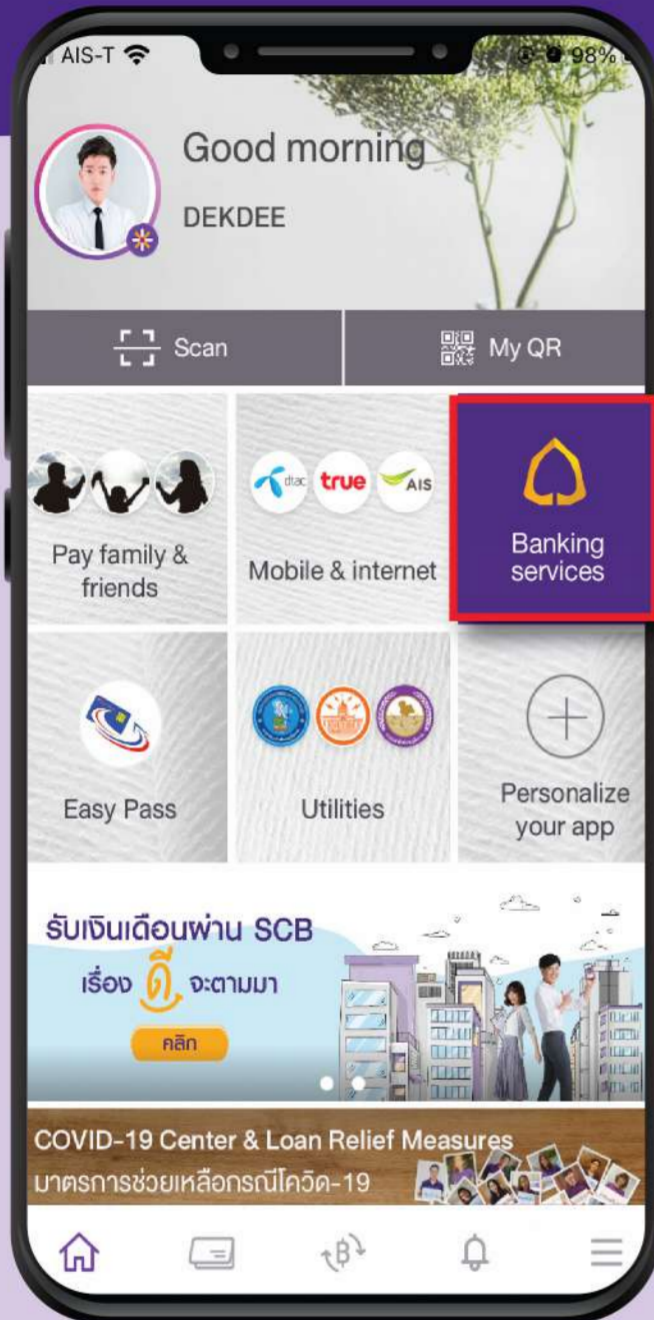 AIS-T
98%
Good morning
DEKDEE
Scan
My QR
dtac true AIS
Pay family &
friends
Mobile & internet
Banking
services
Easy Pass
Utilities
Personalize
your app
รับเงินเดือนผ่าน SCB
เรื่อง ดี จะตามมา
คลิก
COVID-19 Center & Loan Relief Measures
มาตรการช่วยเหลือกรณีโควิด-19